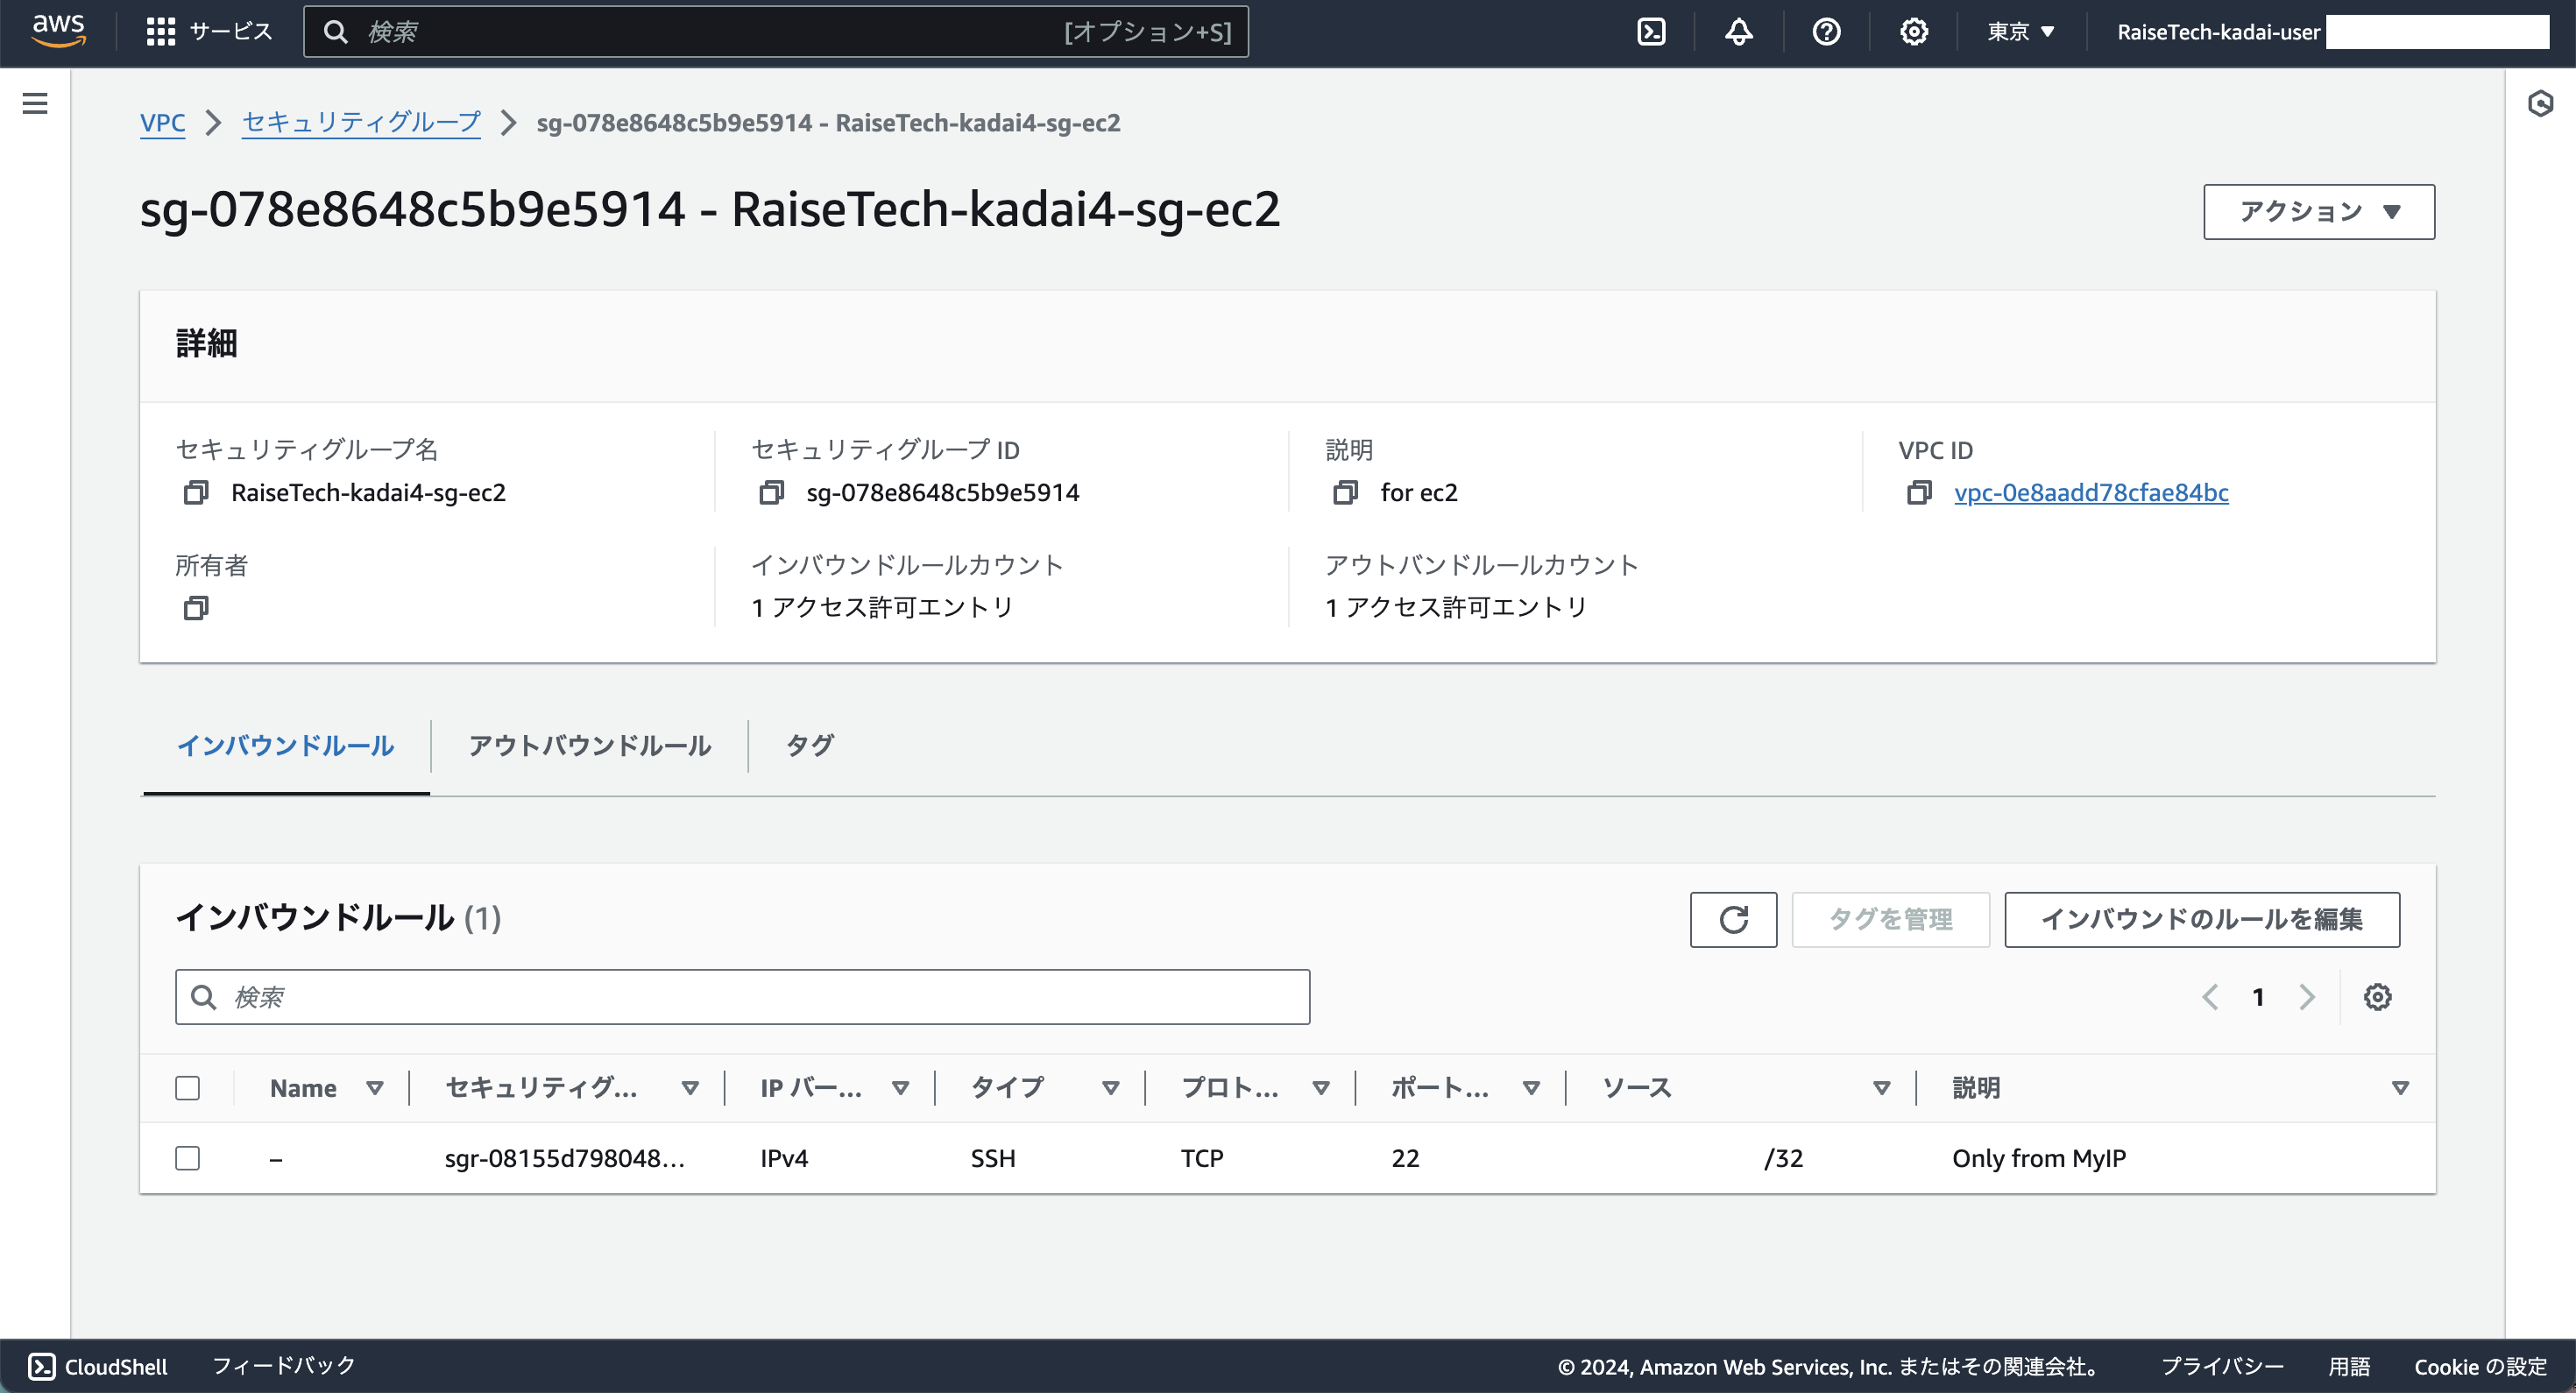 aws サービス 検索 [オプション+S] 東京 ▼ RaiseTech-kadai-user
VPC > セキュリティグループ > sg-078e8648c5b9e5914 - RaiseTech-kadai4-sg-ec2
sg-078e8648c5b9e5914 - RaiseTech-kadai4-sg-ec2
アクション ▼
詳細
セキュリティグループ名 セキュリティグループ ID 説明 VPC ID
RaiseTech-kadai4-sg-ec2 sg-078e8648c5b9e5914 for ec2 vpc-0e8aadd78cfae84bc
所有者 インバウンドルールカウント アウトバンドルールカウント
1 アクセス許可エントリ 1 アクセス許可エントリ
インバウンドルール アウトバウンドルール タグ
インバウンドルール (1) タグを管理 インバウンドのルールを編集
検索 1
Name セキュリティグ... IP バー... タイプ プロト... ポート... ソース 説明
– sgr-08155d798048... IPv4 SSH TCP 22 /32 Only from MyIP
CloudShell フィードバック © 2024, Amazon Web Services, Inc. またはその関連会社。 プライバシー 用語 Cookie の設定